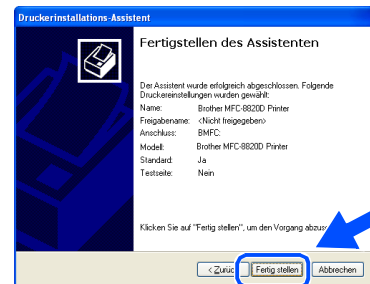 Druckerinstallations-Assistent
Fertigstellen des Assistenten
Der Assistent wurde erfolgreich abgeschlossen. Folgende
Druckereinstellungen wurden gewählt:
Name: Brother MFC-8820D Printer
Freigabename: <Nicht freigegeben>
Anschluss: BMFC:
Modell: Brother MFC-8820D Printer
Standard: Ja
Testseite: Nein
Klicken Sie auf "Fertig stellen", um den Vorgang
< Zurück Fertig stellen Abbrechen